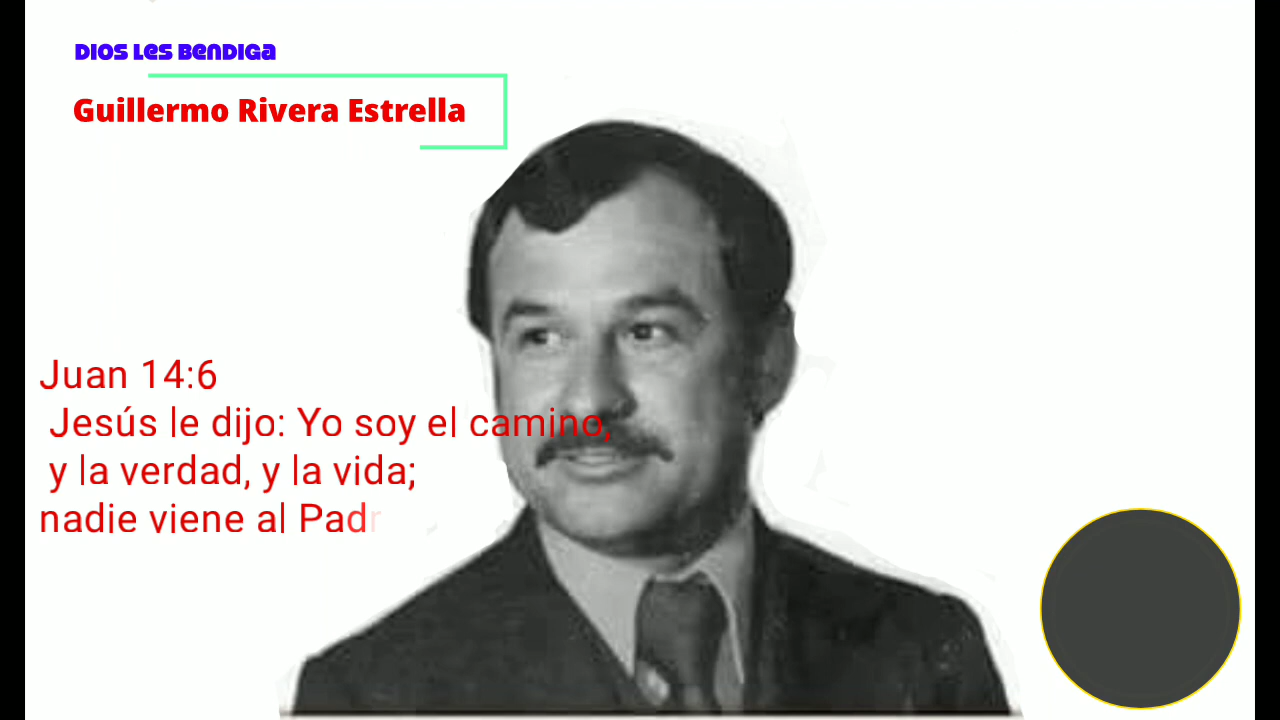 DIOS Les BenDIGa
Guillermo Rivera Estrella
Juan 14:6
Jesús le dijo: Yo soy el camino,
y la verdad, y la vida;
nadie viene al Padr